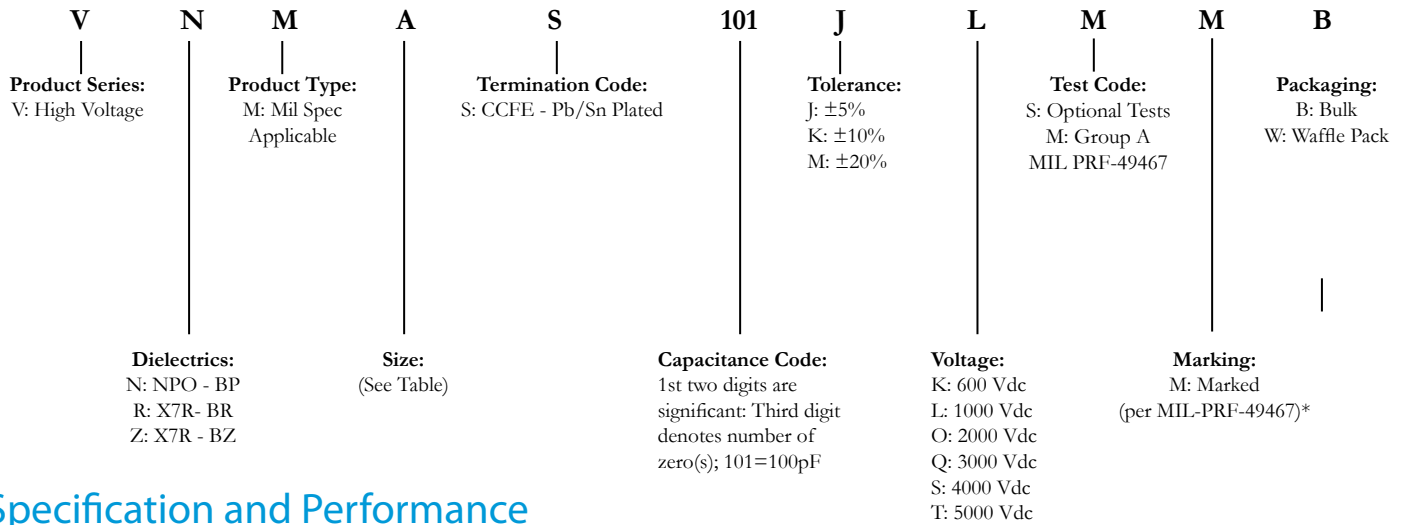 V N M A S 101 J L M M B
Product Series:
V: High Voltage
Product Type:
M: Mil Spec
Applicable
Termination Code:
S: CCFE - Pb/Sn Plated
Tolerance:
J: ±5%
K: ±10%
M: ±20%
Test Code:
S: Optional Tests
M: Group A
MIL PRF-49467
Packaging:
B: Bulk
W: Waffle Pack
Dielectrics:
N: NPO - BP
R: X7R- BR
Z: X7R - BZ
Size:
(See Table)
Capacitance Code:
1st two digits are
significant: Third digit
denotes number of
zero(s); 101=100pF
Voltage:
K: 600 Vdc
L: 1000 Vdc
O: 2000 Vdc
Q: 3000 Vdc
S: 4000 Vdc
T: 5000 Vdc
Marking:
M: Marked
(per MIL-PRF-49467)*
Specification and Performance